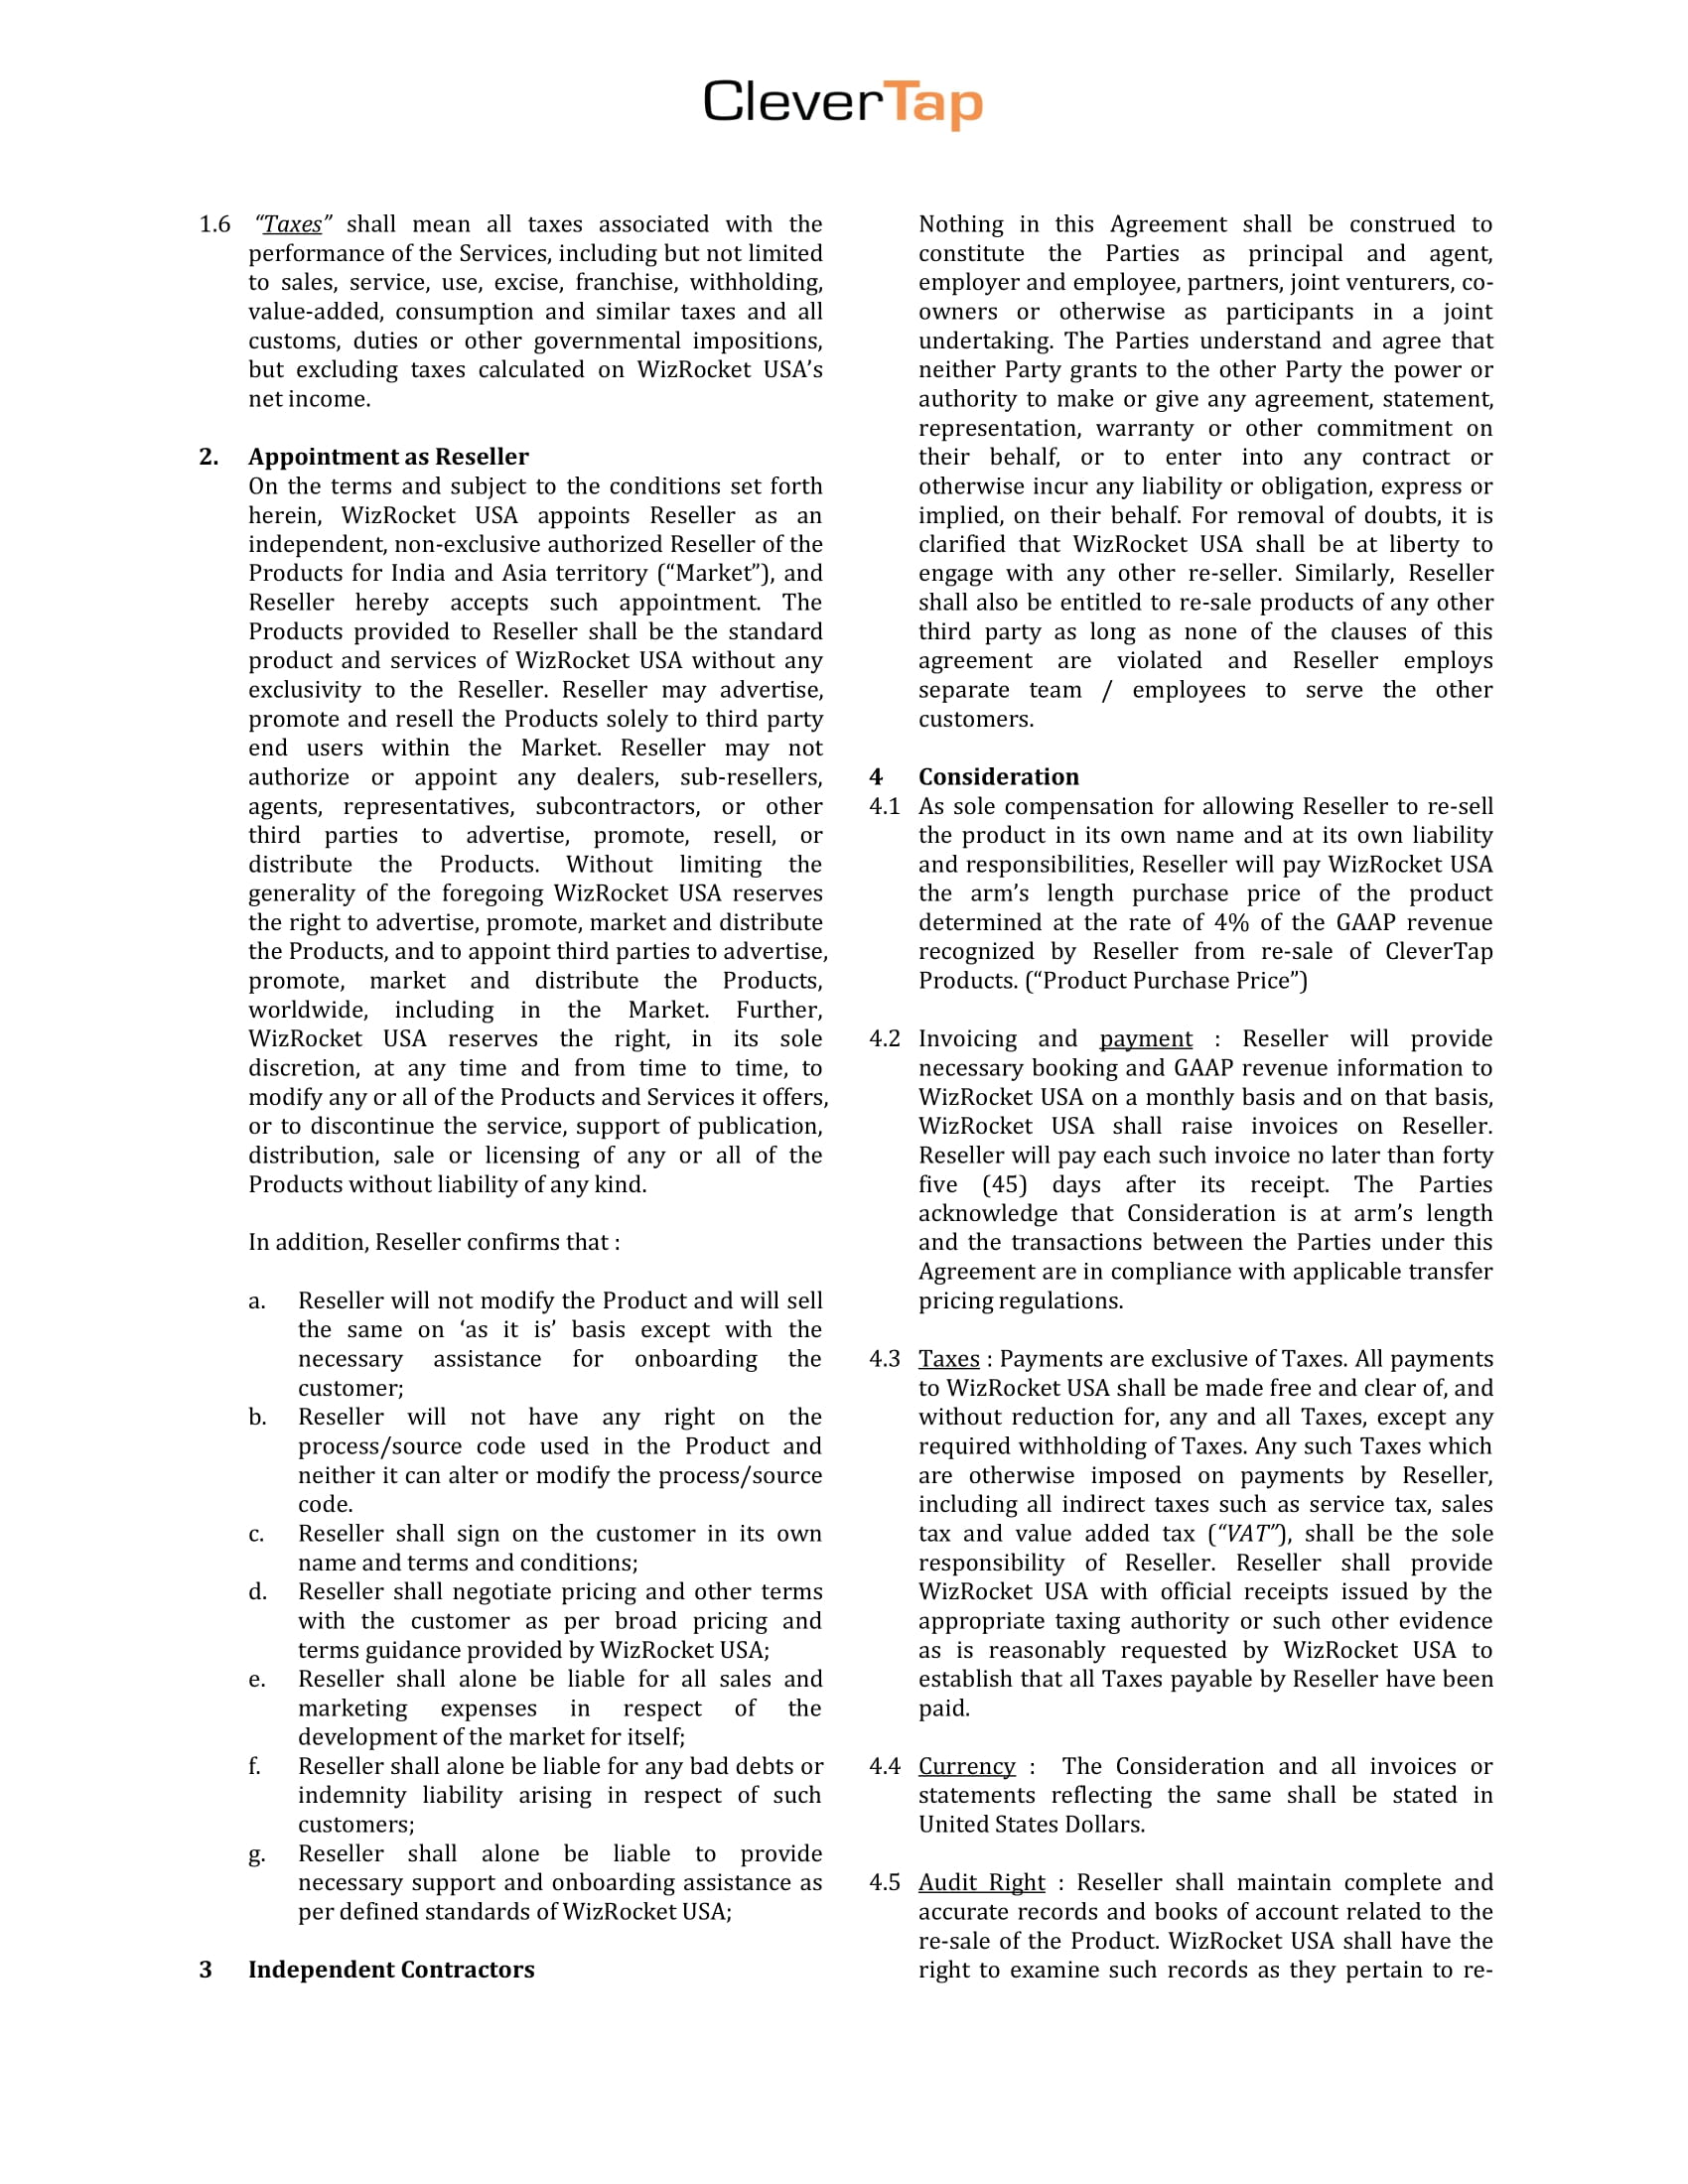 CleverTap
1.6 “Taxes” shall mean all taxes associated with the
performance of the Services, including but not limited
to sales, service, use, excise, franchise, withholding,
value-added, consumption and similar taxes and all
customs, duties or other governmental impositions,
but excluding taxes calculated on WizRocket USA’s
net income.
2. Appointment as Reseller
On the terms and subject to the conditions set forth
herein, WizRocket USA appoints Reseller as an
independent, non-exclusive authorized Reseller of the
Products for India and Asia territory (“Market”), and
Reseller hereby accepts such appointment. The
Products provided to Reseller shall be the standard
product and services of WizRocket USA without any
exclusivity to the Reseller. Reseller may advertise,
promote and resell the Products solely to third party
end users within the Market. Reseller may not
authorize or appoint any dealers, sub-resellers,
agents, representatives, subcontractors, or other
third parties to advertise, promote, resell, or
distribute the Products. Without limiting the
generality of the foregoing WizRocket USA reserves
the right to advertise, promote, market and distribute
the Products, and to appoint third parties to advertise,
promote, market and distribute the Products,
worldwide, including in the Market. Further,
WizRocket USA reserves the right, in its sole
discretion, at any time and from time to time, to
modify any or all of the Products and Services it offers,
or to discontinue the service, support of publication,
distribution, sale or licensing of any or all of the
Products without liability of any kind.
In addition, Reseller confirms that :
a. Reseller will not modify the Product and will sell
the same on ‘as it is’ basis except with the
necessary assistance for onboarding the
customer;
b. Reseller will not have any right on the
process/source code used in the Product and
neither it can alter or modify the process/source
code.
c. Reseller shall sign on the customer in its own
name and terms and conditions;
d. Reseller shall negotiate pricing and other terms
with the customer as per broad pricing and
terms guidance provided by WizRocket USA;
e. Reseller shall alone be liable for all sales and
marketing expenses in respect of the
development of the market for itself;
f. Reseller shall alone be liable for any bad debts or
indemnity liability arising in respect of such
customers;
g. Reseller shall alone be liable to provide
necessary support and onboarding assistance as
per defined standards of WizRocket USA;
3 Independent Contractors
Nothing in this Agreement shall be construed to
constitute the Parties as principal and agent,
employer and employee, partners, joint venturers, co-
owners or otherwise as participants in a joint
undertaking. The Parties understand and agree that
neither Party grants to the other Party the power or
authority to make or give any agreement, statement,
representation, warranty or other commitment on
their behalf, or to enter into any contract or
otherwise incur any liability or obligation, express or
implied, on their behalf. For removal of doubts, it is
clarified that WizRocket USA shall be at liberty to
engage with any other re-seller. Similarly, Reseller
shall also be entitled to re-sale products of any other
third party as long as none of the clauses of this
agreement are violated and Reseller employs
separate team / employees to serve the other
customers.
4 Consideration
4.1 As sole compensation for allowing Reseller to re-sell
the product in its own name and at its own liability
and responsibilities, Reseller will pay WizRocket USA
the arm’s length purchase price of the product
determined at the rate of 4% of the GAAP revenue
recognized by Reseller from re-sale of CleverTap
Products. (“Product Purchase Price”)
4.2 Invoicing and payment : Reseller will provide
necessary booking and GAAP revenue information to
WizRocket USA on a monthly basis and on that basis,
WizRocket USA shall raise invoices on Reseller.
Reseller will pay each such invoice no later than forty
five (45) days after its receipt. The Parties
acknowledge that Consideration is at arm’s length
and the transactions between the Parties under this
Agreement are in compliance with applicable transfer
pricing regulations.
4.3 Taxes : Payments are exclusive of Taxes. All payments
to WizRocket USA shall be made free and clear of, and
without reduction for, any and all Taxes, except any
required withholding of Taxes. Any such Taxes which
are otherwise imposed on payments by Reseller,
including all indirect taxes such as service tax, sales
tax and value added tax (“VAT”), shall be the sole
responsibility of Reseller. Reseller shall provide
WizRocket USA with official receipts issued by the
appropriate taxing authority or such other evidence
as is reasonably requested by WizRocket USA to
establish that all Taxes payable by Reseller have been
paid.
4.4 Currency : The Consideration and all invoices or
statements reflecting the same shall be stated in
United States Dollars.
4.5 Audit Right : Reseller shall maintain complete and
accurate records and books of account related to the
re-sale of the Product. WizRocket USA shall have the
right to examine such records as they pertain to re-